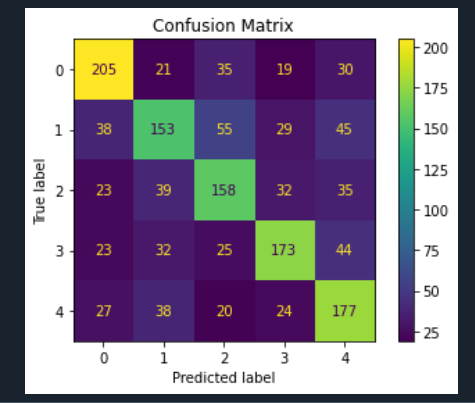 Confusion Matrix
0 205 21 35 19 30
1 38 153 55 29 45
2 23 39 158 32 35
3 23 32 25 173 44
4 27 38 20 24 177
0 1 2 3 4
Predicted label
True label
200
175
150
125
100
75
50
25